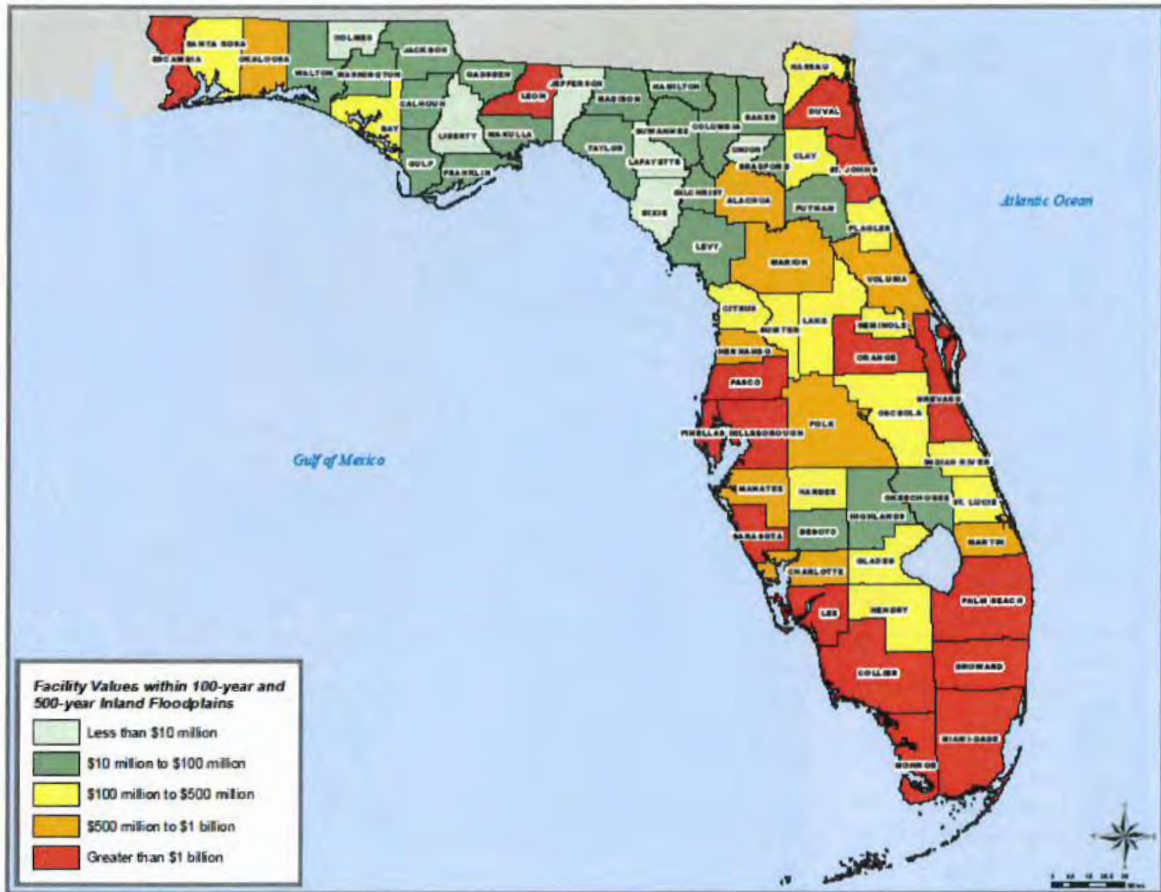 HOLMES
SANTA ROSA
JACKSON
ESCAMBIA
OKALOOSA
WALTON
WASHINGTON
GADSDEN
NASSAU
LEON
JEFFERSON
HAMILTON
MADISON
CALHOUN
DUVAL
BAKER
BAY
LIBERTY
WAKULLA
SUWANNEE
COLUMBIA
TAYLOR
UNION
CLAY
LAFAYETTE
BRADFORD
ST. JOHNS
GULF
FRANKLIN
GILCHRIST
ALACHUA
PUTNAM
Atlantic Ocean
DIXIE
FLAGLER
LEVY
MARION
VOLUSIA
CITRUS
LAKE
SUMTER
SEMINOLE
HERNANDO
ORANGE
PASCO
BREVARD
OSCEOLA
POLK
PINELLAS
HILLSBOROUGH
Gulf of Mexico
INDIAN RIVER
MANATEE
HARDEE
OKEECHOBEE
ST. LUCIE
HIGHLANDS
SARASOTA
DESOTO
MARTIN
GLADES
CHARLOTTE
PALM BEACH
LEE
HENDRY
BROWARD
COLLIER
MIAMI-DADE
MONROE
Facility Values within 100-year and
500-year Inland Floodplains
Less than $10 million
$10 million to $100 million
$100 million to $500 million
$500 million to $1 billion
Greater than $1 billion